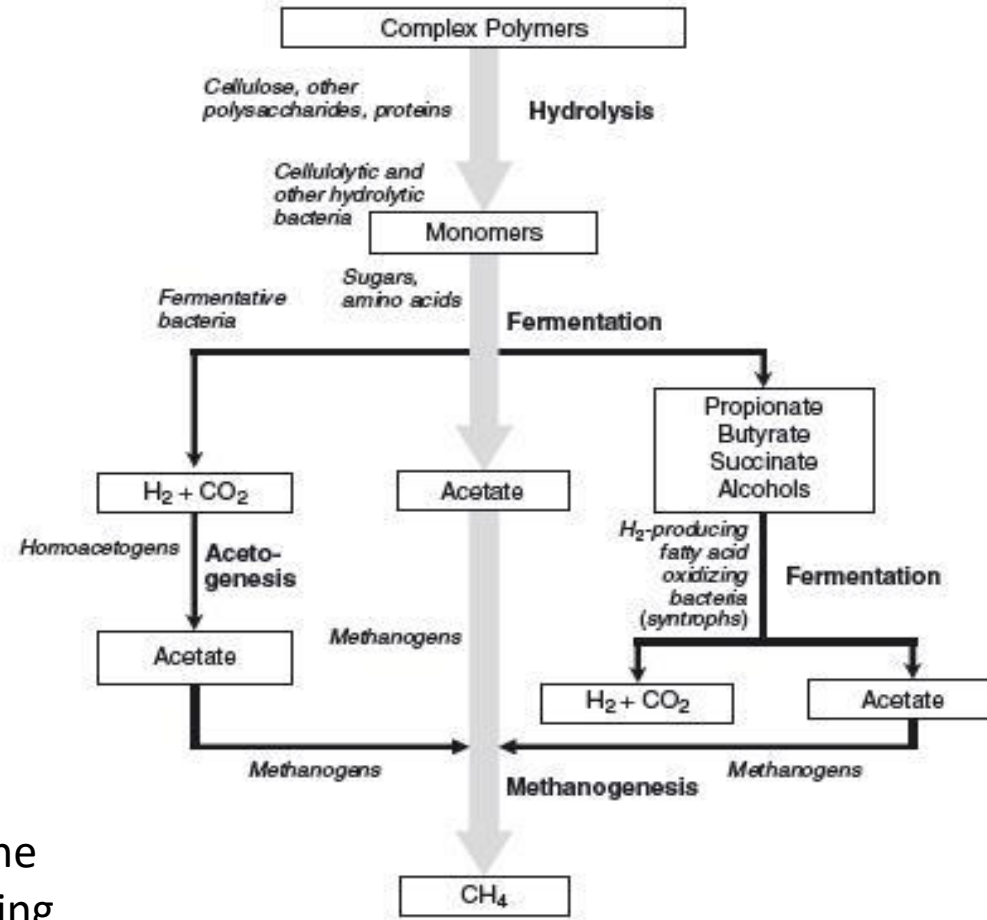 Complex Polymers
Cellulose, other
polysaccharides, proteins
Hydrolysis
Cellulolytic and
other hydrolytic
bacteria
Monomers
Sugars,
amino acids
Fermentative
bacteria
Fermentation
Propionate
Butyrate
Succinate
Alcohols
H₂ + CO₂
Acetate
Homoacetogens
Aceto-
genesis
H₂-producing
fatty acid
oxidizing
bacteria
(syntrophs)
Fermentation
Methanogens
Acetate
H₂ + CO₂
Acetate
Methanogens
Methanogens
Methanogenesis
CH₄